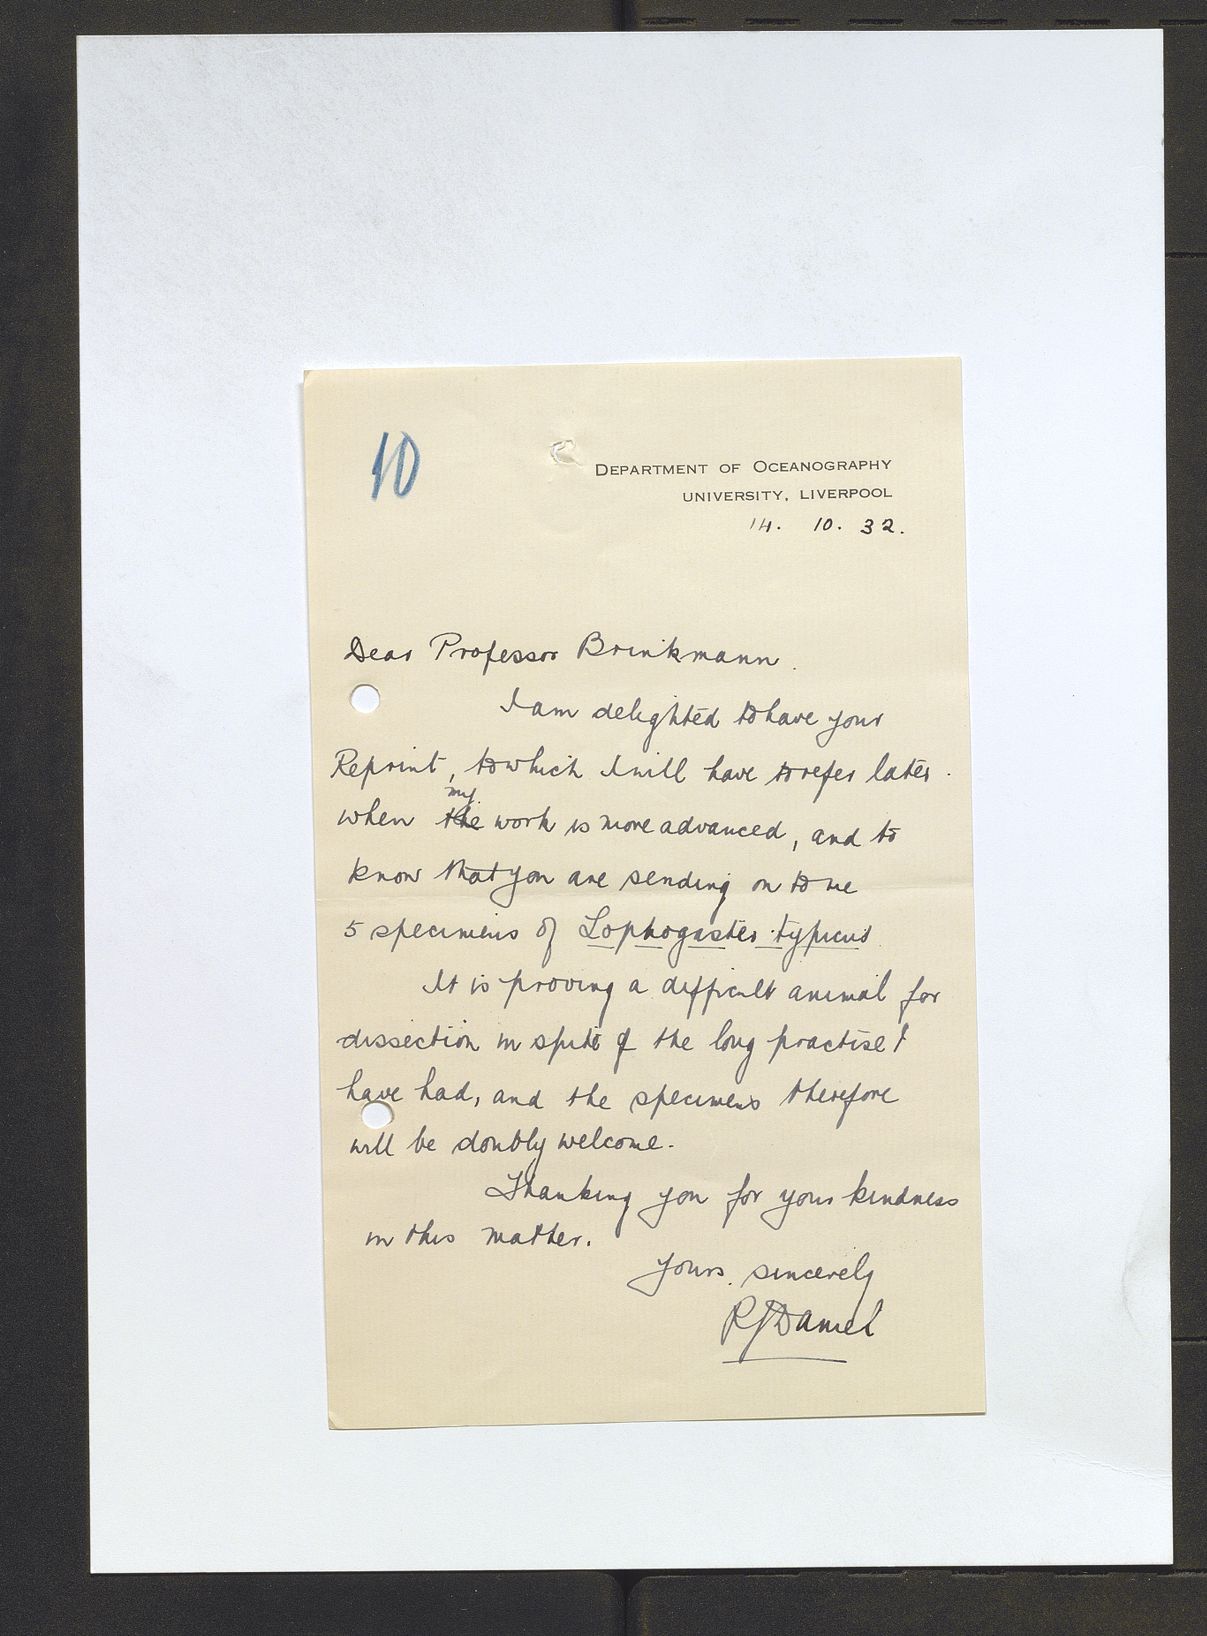 10
DEPARTMENT OF OCEANOGRAPHY
UNIVERSITY, LIVERPOOL
14. 10. 32.
Dear Professor Brinkmann.
I am delighted to have your
Reprint, to which I will have to refer later
my
when the work is more advanced, and to
know that you are sending on to me
5 specimens of Lophogaster typicus
It is proving a difficult animal for
dissection in spite of the long practise I
have had, and the specimens therefore
will be doubly welcome.
Thanking you for your kindness
in this matter.
Yours sincerely
RJDaniel